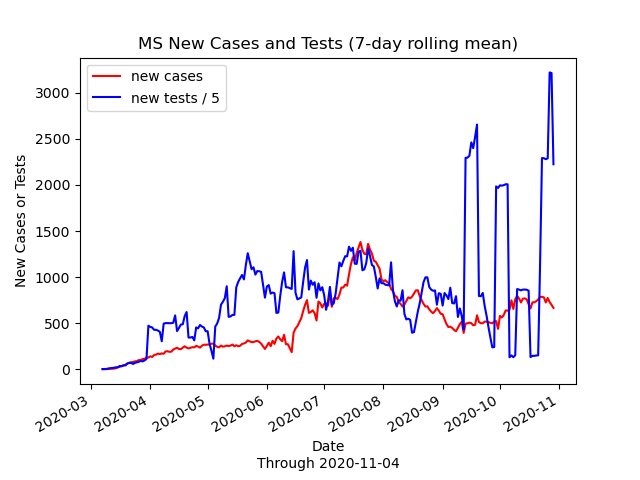 MS New Cases and Tests (7-day rolling mean)
new cases
new tests / 5
New Cases or Tests
3000
2500
2000
1500
1000
500
0
2020-03
2020-04
2020-05
2020-06
2020-07
2020-08
2020-09
2020-10
2020-11
Date
Through 2020-11-04